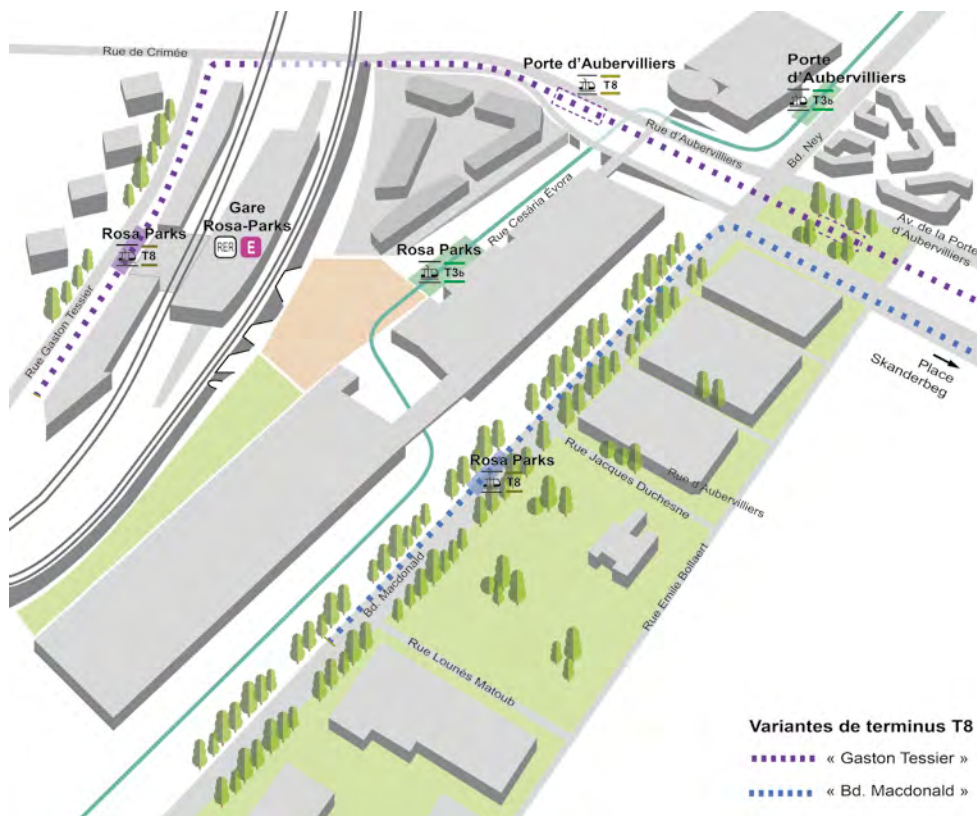 Rue de Crimée
Porte d'Aubervilliers
T8
Porte
d'Aubervilliers
T3b
Rue d'Aubervilliers
Bd. Ney
Gare
Rosa-Parks
RER E
Rosa Parks
T8
Rue Cesária Évora
Rosa Parks
T3b
Av. de la Porte
d'Aubervilliers
Rue Gaston Tessier
Place
Skanderbeg
Rosa Parks
T8
Rue Jacques Duchesne
Rue d'Aubervilliers
Bd. Macdonald
Rue Emile Bollaert
Rue Lounés Matoub
Variantes de terminus T8
« Gaston Tessier »
« Bd. Macdonald »